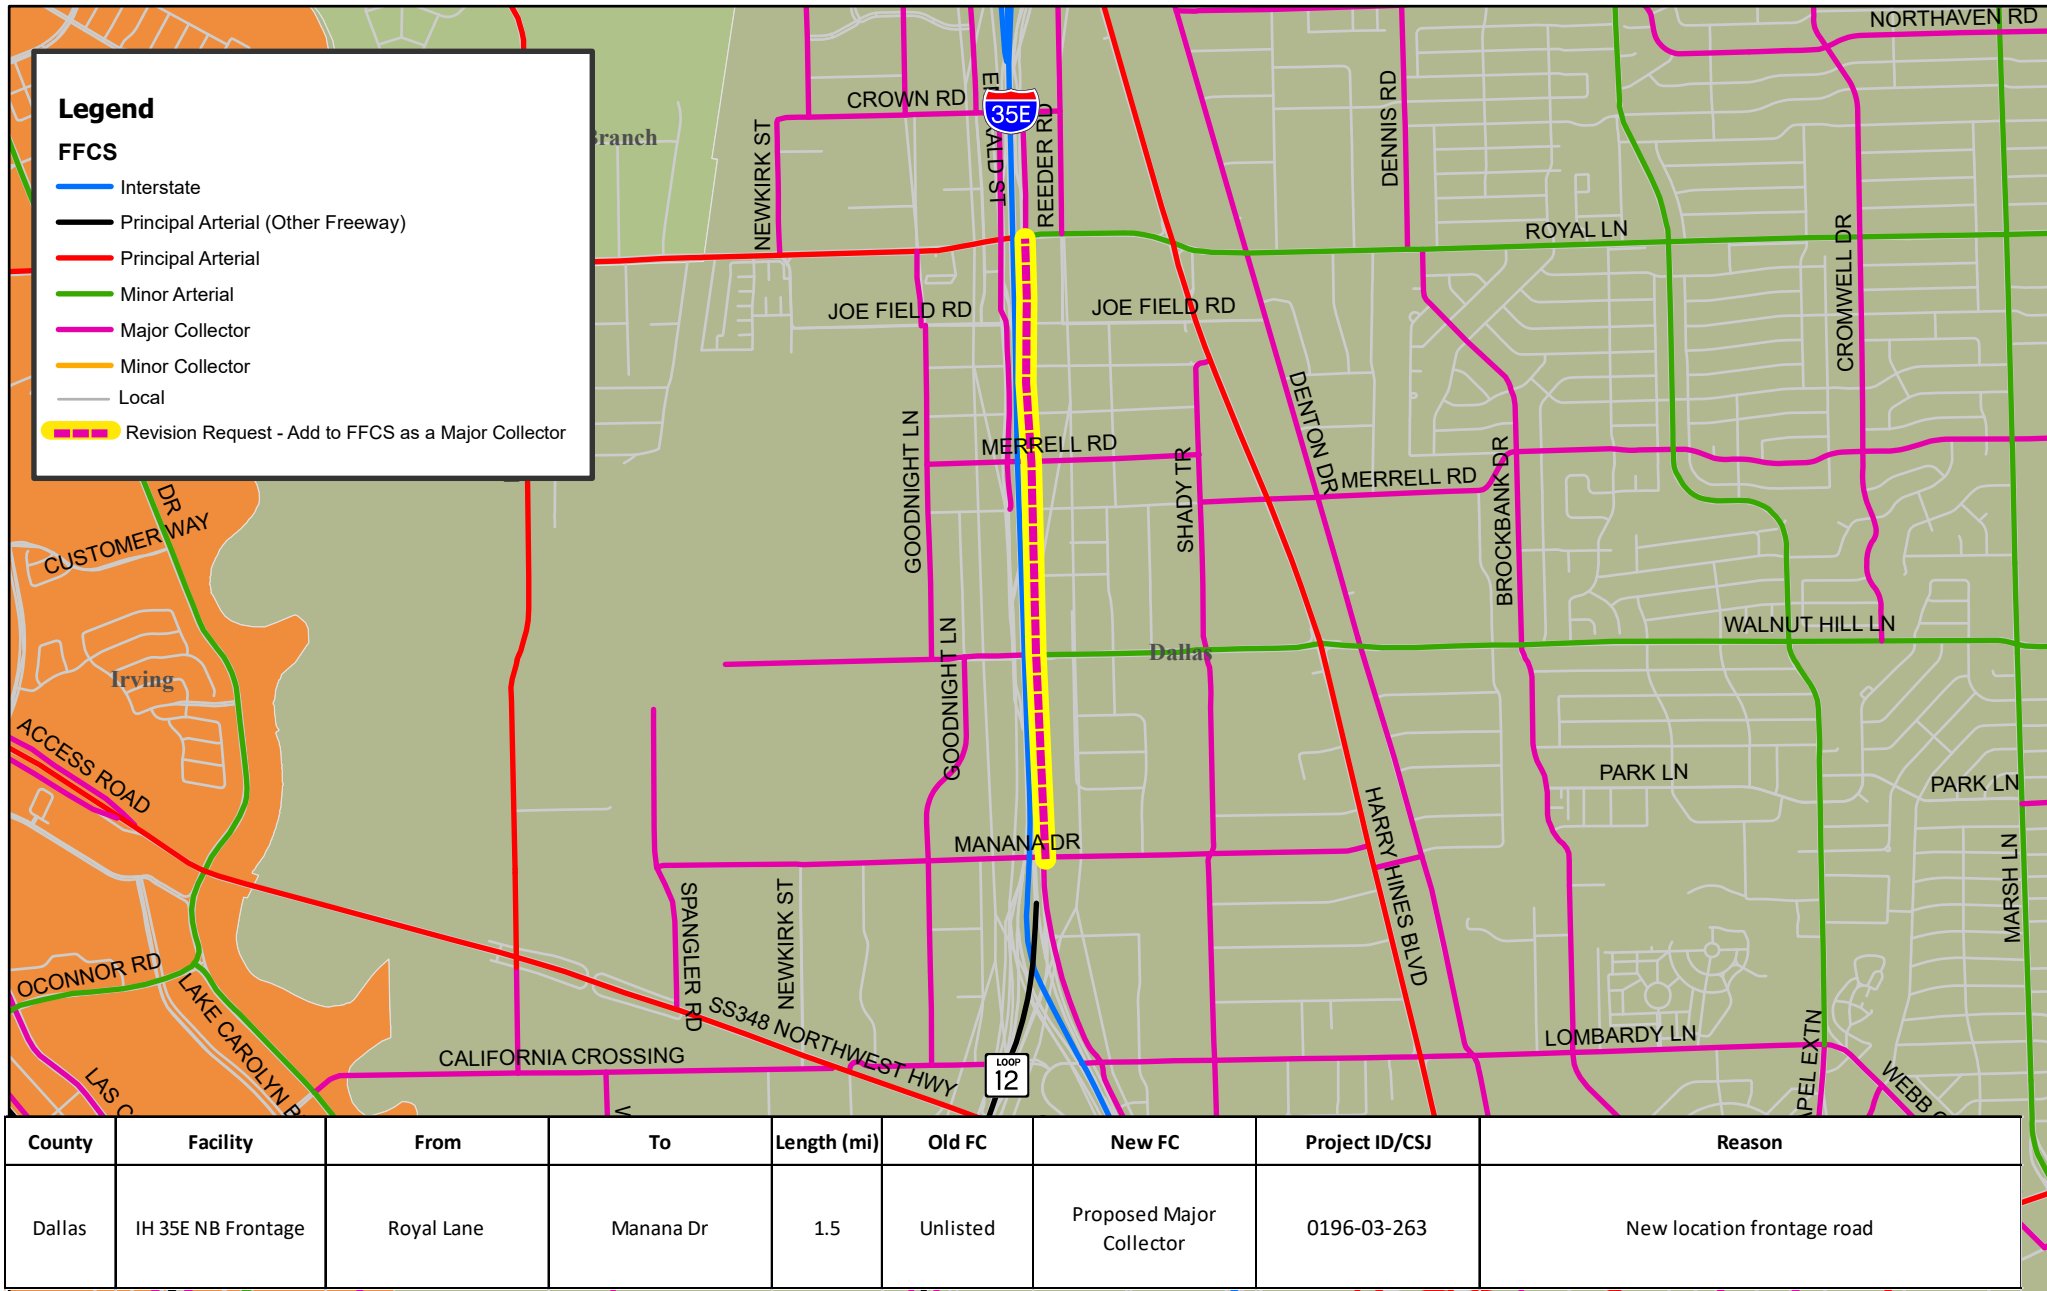 NORTHAVEN RD
Legend
FFCS
Interstate
Principal Arterial (Other Freeway)
Principal Arterial
Minor Arterial
Major Collector
Minor Collector
Local
Revision Request - Add to FFCS as a Major Collector
Branch
CROWN RD
35E
REEDER RD
NEWKIRK ST
DENNIS RD
ROYAL LN
CROMWELL DR
JOE FIELD RD
JOE FIELD RD
GOODNIGHT LN
MERRELL RD
SHADY TR
DENTON DR
MERRELL RD
BROCKBANK DR
DR
CUSTOMER WAY
WALNUT HILL LN
Dallas
Irving
GOODNIGHT LN
ACCESS ROAD
PARK LN
PARK LN
HARRY HINES BLVD
MANANA DR
MARSH LN
SPANGLER RD
NEWKIRK ST
OCONNOR RD
LAKE CAROLYN
SS348 NORTHWEST HWY
CALIFORNIA CROSSING
LOOP
12
LOMBARDY LN
APEL EXTN
WEBB
LAS
County Facility From To Length (mi) Old FC New FC Project ID/CSJ Reason
Dallas IH 35E NB Frontage Royal Lane Manana Dr 1.5 Unlisted Proposed Major Collector 0196-03-263 New location frontage road